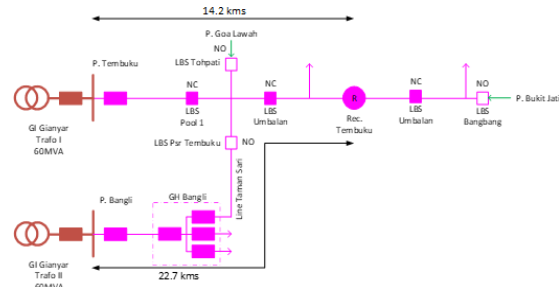 14.2 kms
P. Goa Lawah
NO
P. Tembuku
LBS Tohpati
NC
NC
NC
NO
R
P. Bukit Jati
GI Gianyar
Trafo I
60MVA
LBS
Pool 1
LBS
Umbalan
Rec.
Tembuku
LBS
Umbalan
LBS
Bangbang
LBS Psr Tembuku
NO
Line Taman Sari
P. Bangli
GH Bangli
GI Gianyar
Trafo II
60MVA
22.7 kms